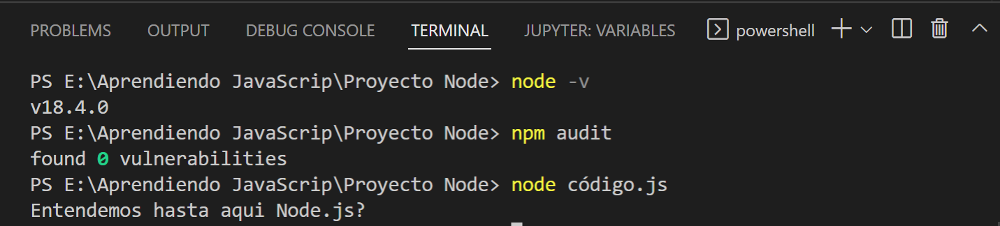 PROBLEMS OUTPUT DEBUG CONSOLE TERMINAL JUPYTER: VARIABLES powershell
PS E:\Aprendiendo JavaScrip\Proyecto Node> node -v
v18.4.0
PS E:\Aprendiendo JavaScrip\Proyecto Node> npm audit
found 0 vulnerabilities
PS E:\Aprendiendo JavaScrip\Proyecto Node> node código.js
Entendemos hasta aqui Node.js?